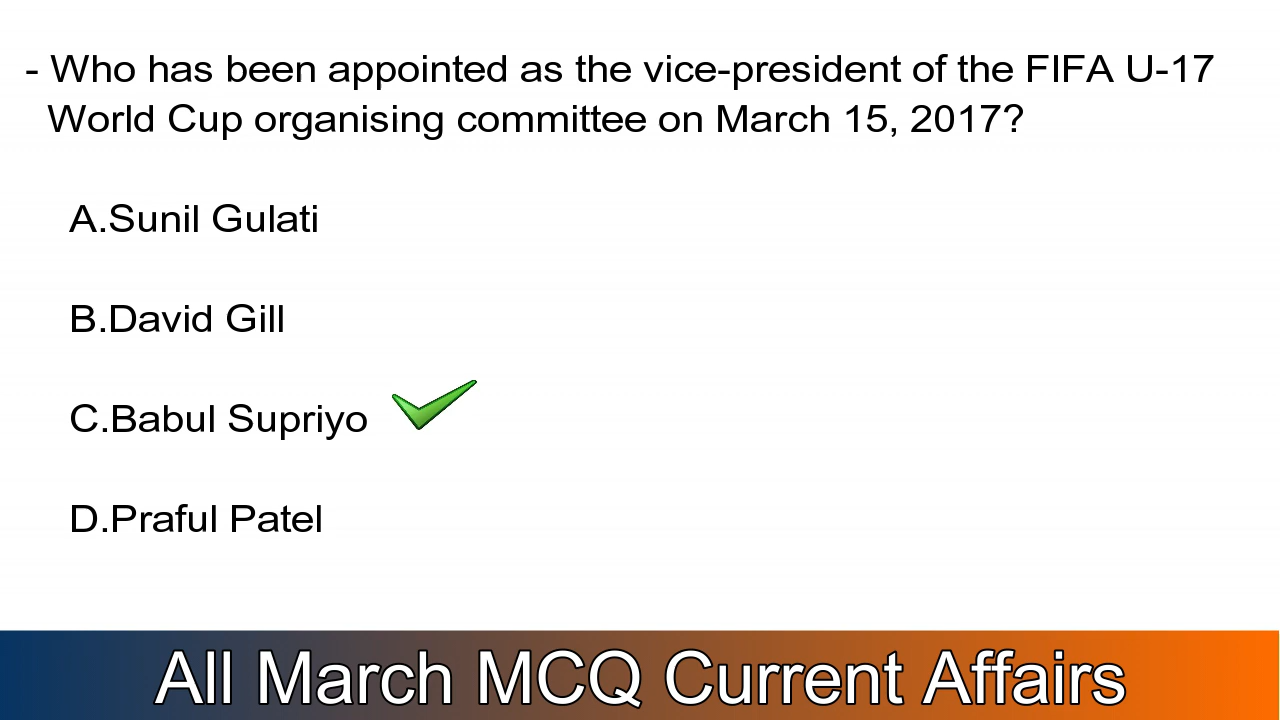 - Who has been appointed as the vice-president of the FIFA U-17
World Cup organising committee on March 15, 2017?
A.Sunil Gulati
B.David Gill
C.Babul Supriyo
D.Praful Patel
All March MCQ Current Affairs